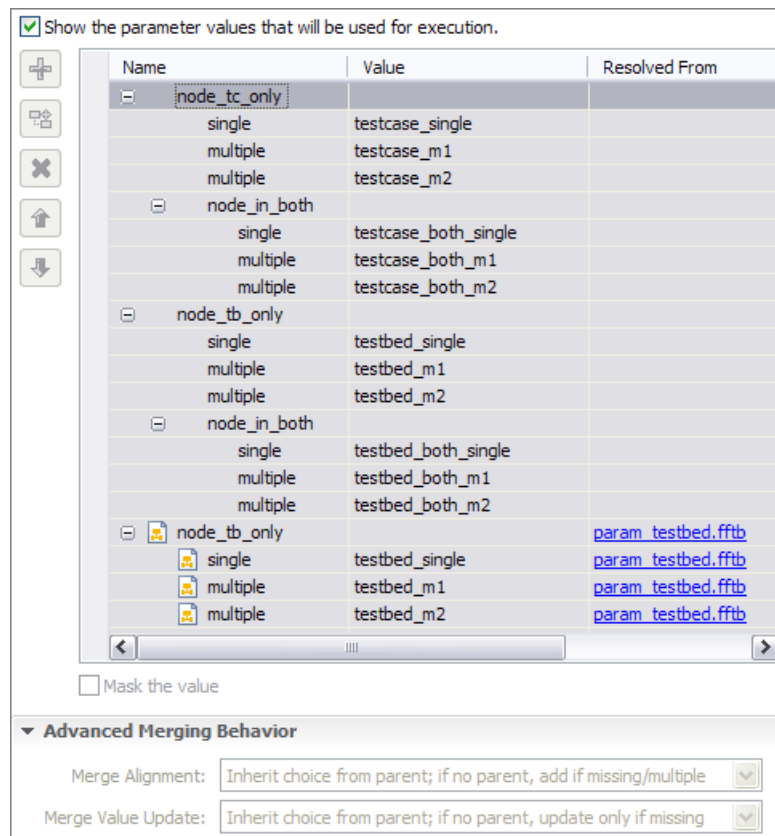 Show the parameter values that will be used for execution.
Name Value Resolved From
node_tc_only
single testcase_single
multiple testcase_m1
multiple testcase_m2
node_in_both
single testcase_both_single
multiple testcase_both_m1
multiple testcase_both_m2
node_tb_only
single testbed_single
multiple testbed_m1
multiple testbed_m2
node_in_both
single testbed_both_single
multiple testbed_both_m1
multiple testbed_both_m2
node_tb_only param_testbed.fftb
single testbed_single param_testbed.fftb
multiple testbed_m1 param_testbed.fftb
multiple testbed_m2 param_testbed.fftb
Mask the value
Advanced Merging Behavior
Merge Alignment: Inherit choice from parent; if no parent, add if missing/multiple
Merge Value Update: Inherit choice from parent; if no parent, update only if missing